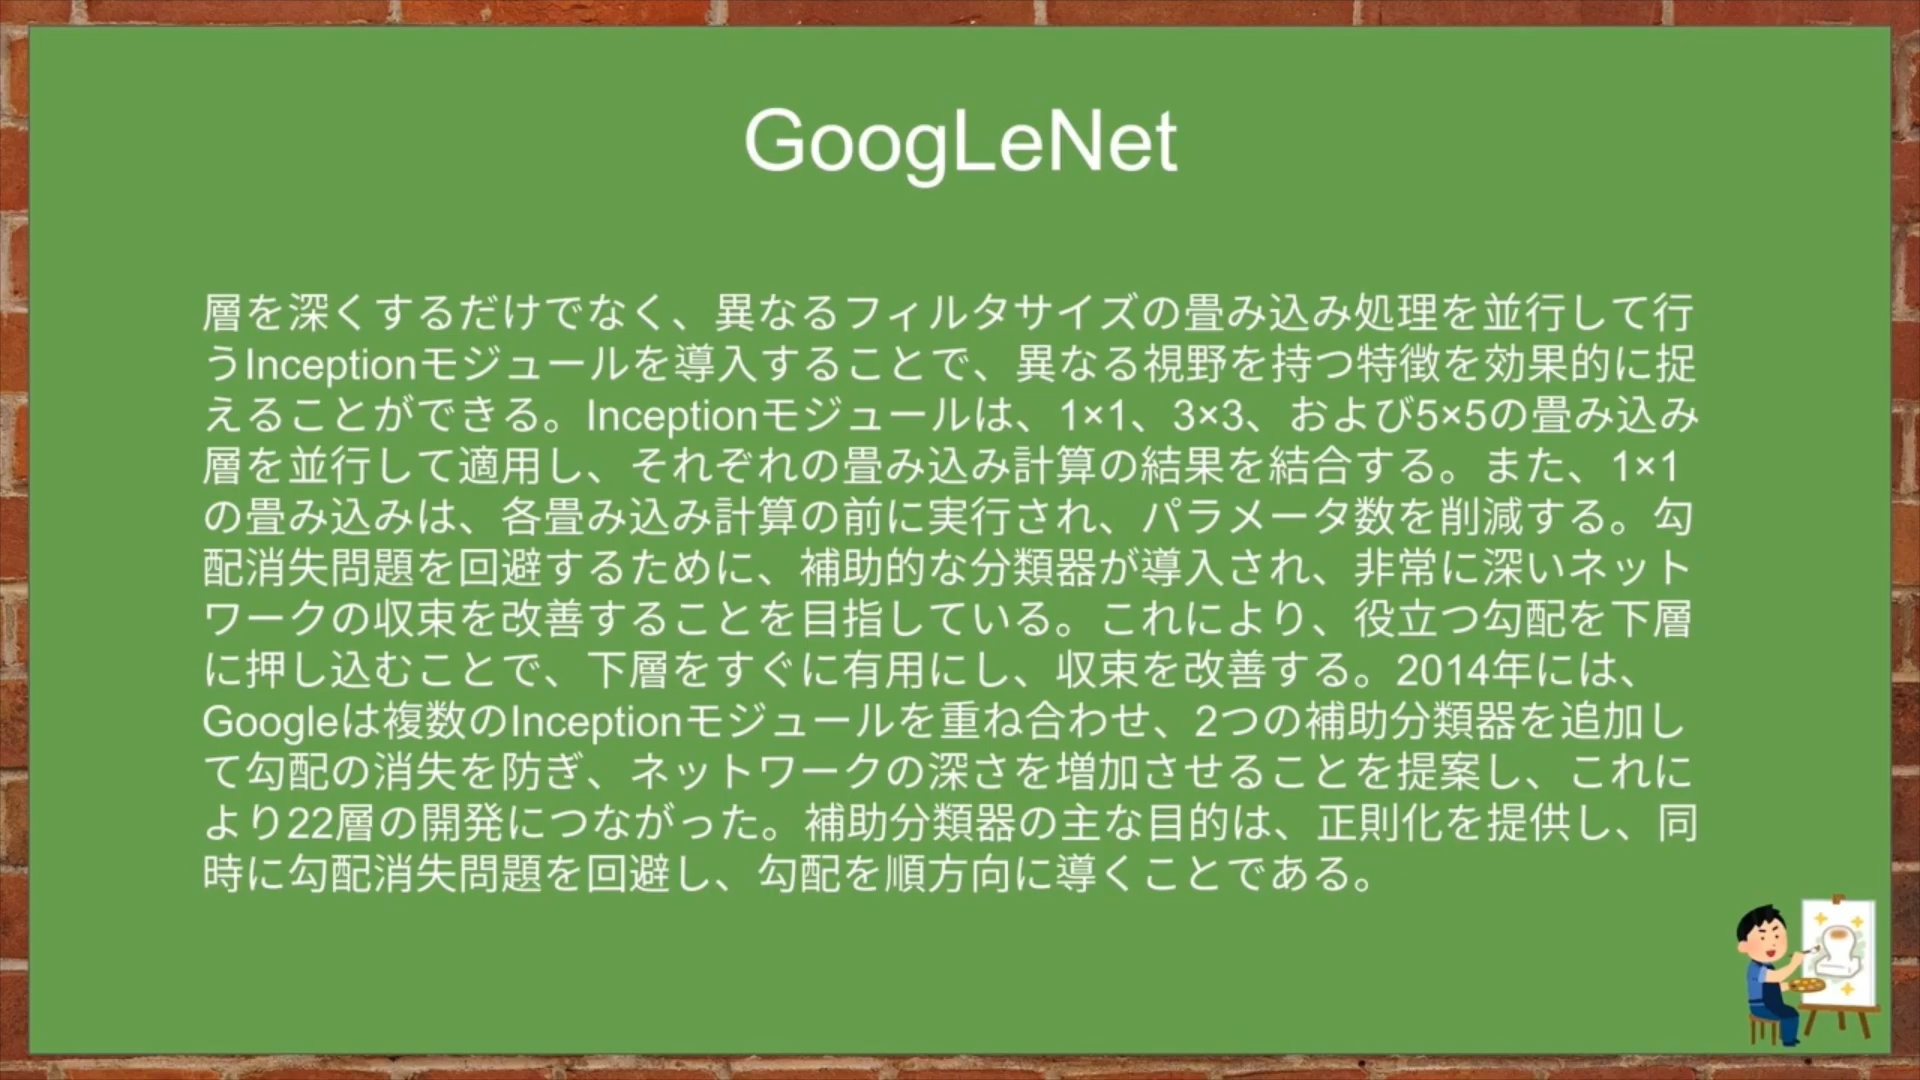 GoogLeNet
層を深くするだけでなく、異なるフィルタサイズの畳み込み処理を並行して行
うInceptionモジュールを導入することで、異なる視野を持つ特徴を効果的に捉
えることができる。Inceptionモジュールは、1×1、3×3、および5×5の畳み込み
層を並行して適用し、それぞれの畳み込み計算の結果を結合する。また、1×1
の畳み込みは、各畳み込み計算の前に実行され、パラメータ数を削減する。勾
配消失問題を回避するために、補助的な分類器が導入され、非常に深いネット
ワークの収束を改善することを目指している。これにより、役立つ勾配を下層
に押し込むことで、下層をすぐに有用にし、収束を改善する。2014年には、
Googleは複数のInceptionモジュールを重ね合わせ、2つの補助分類器を追加し
て勾配の消失を防ぎ、ネットワークの深さを増加させることを提案し、これに
より22層の開発につながった。補助分類器の主な目的は、正則化を提供し、同
時に勾配消失問題を回避し、勾配を順方向に導くことである。